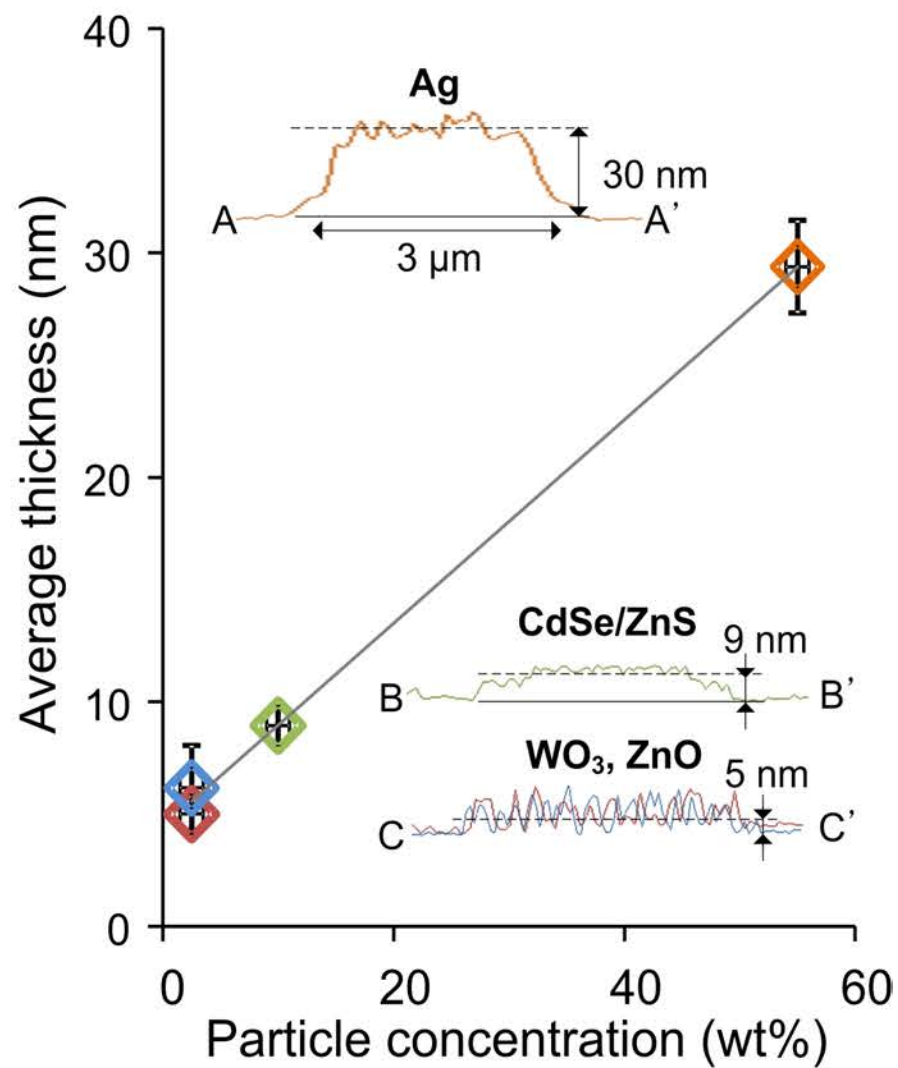 40
Ag
30 nm
A
A'
3 µm
30
20
CdSe/ZnS
9 nm
B
B'
10
WO₃, ZnO
5 nm
C
C'
0
0 20 40 60
Particle concentration (wt%)
Average thickness (nm)